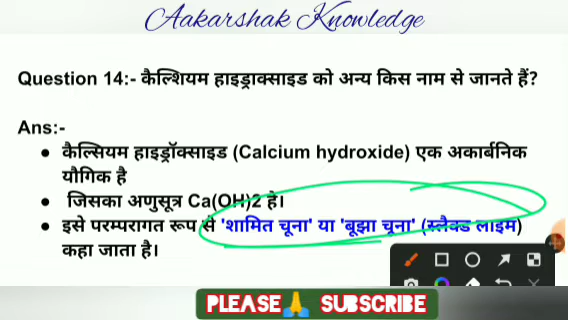 Aakarshak Knowledge
Question 14:- कैल्शियम हाइड्राक्साइड को अन्य किस नाम से जानते हैं?
Ans:-
● कैल्सियम हाइड्रॉक्साइड (Calcium hydroxide) एक अकार्बनिक
यौगिक है
● जिसका अणुसूत्र Ca(OH)2 है।
● इसे परम्परागत रूप से 'शामित चूना' या 'बूझा चूना' (स्लैक्ड लाइम)
कहा जाता है।
PLEASE🙏 SUBSCRIBE